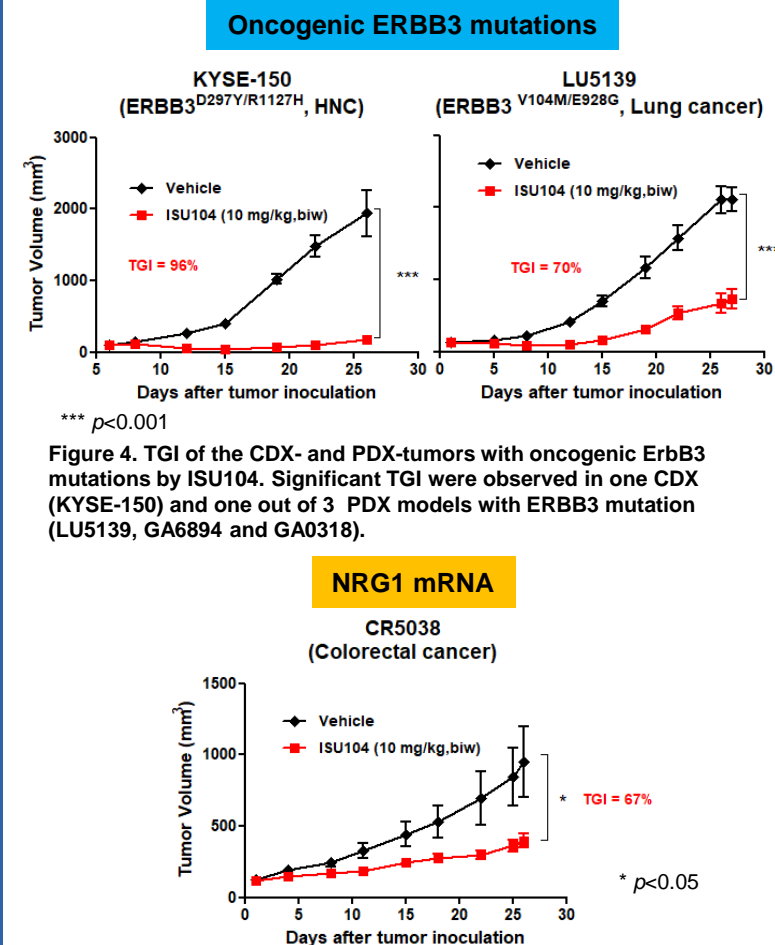 Oncogenic ERBB3 mutations
KYSE-150
(ERBB3^D297Y/R1127H, HNC)
Tumor Volume (mm³)
3000
2000
1000
0
Vehicle
ISU104 (10 mg/kg,biw)
TGI = 96%
***
5 10 15 20 25 30
Days after tumor inoculation
LU5139
(ERBB3 ^V104M/E928G, Lung cancer)
Vehicle
ISU104 (10 mg/kg,biw)
TGI = 70%
***
0 5 10 15 20 25 30
Days after tumor inoculation
*** p<0.001
Figure 4. TGI of the CDX- and PDX-tumors with oncogenic ErbB3
mutations by ISU104. Significant TGI were observed in one CDX
(KYSE-150) and one out of 3 PDX models with ERBB3 mutation
(LU5139, GA6894 and GA0318).
NRG1 mRNA
CR5038
(Colorectal cancer)
Tumor Volume (mm³)
1500
1000
500
0
Vehicle
ISU104 (10 mg/kg,biw)
* TGI = 67%
0 5 10 15 20 25 30
Days after tumor inoculation
* p<0.05